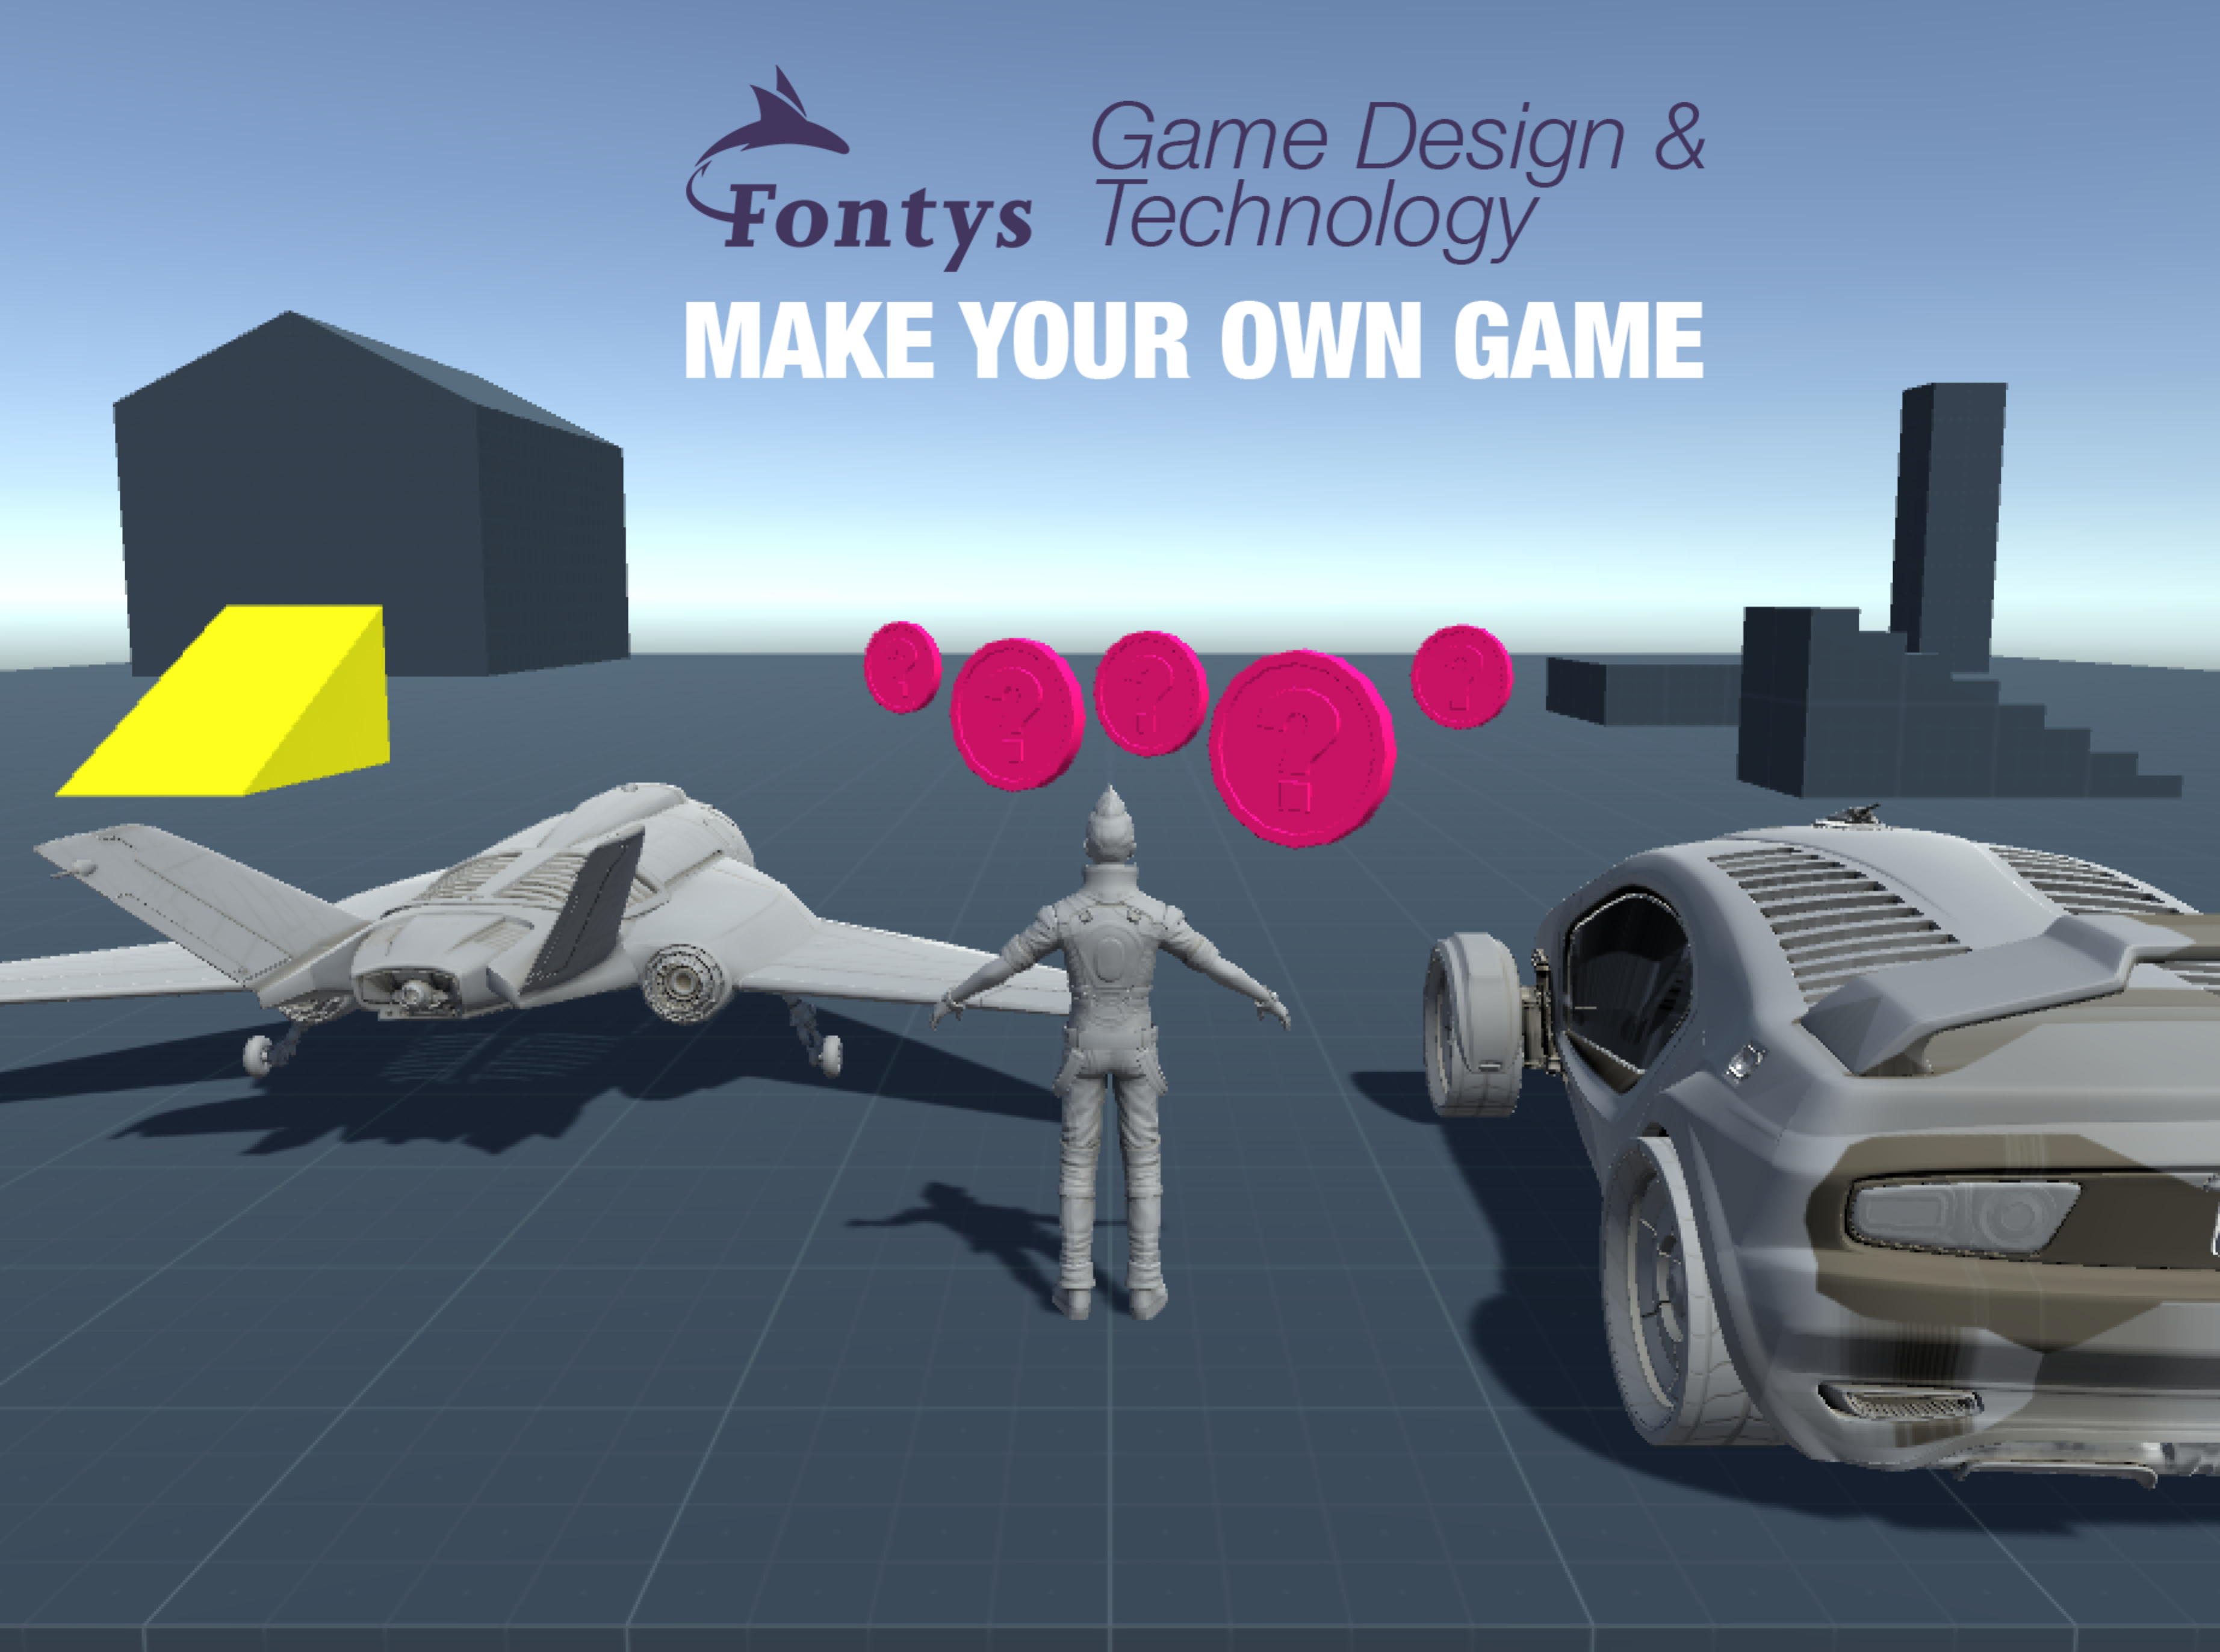 Fontys
Game Design &
Technology
MAKE YOUR OWN GAME
?
?
?
?
?